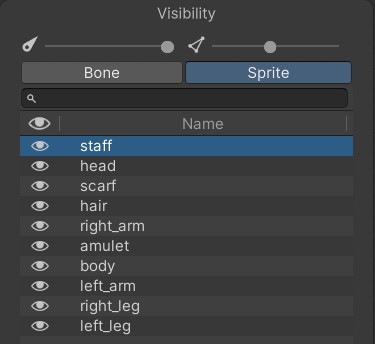 Visibility
Bone Sprite
Name
staff
head
scarf
hair
right_arm
amulet
body
left_arm
right_leg
left_leg